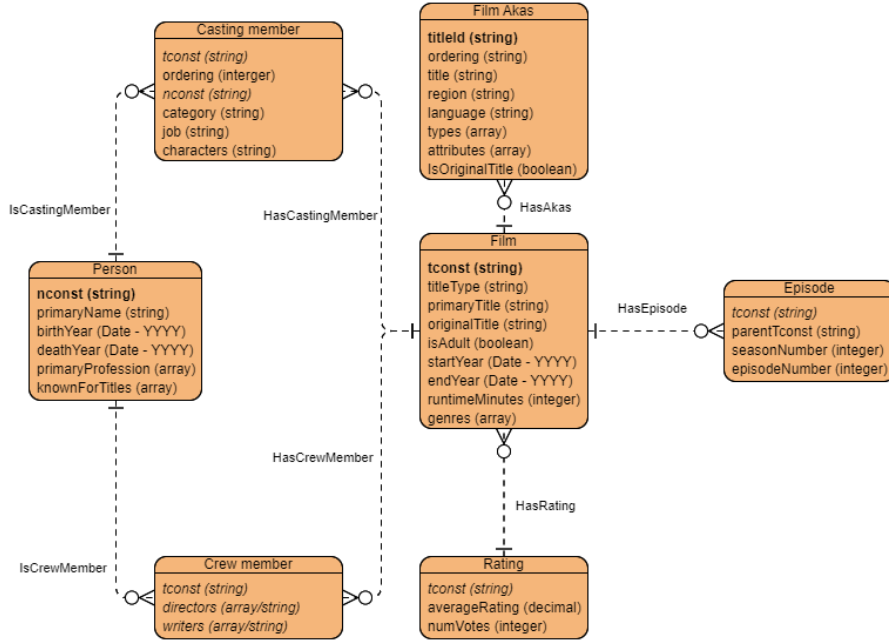 Casting member
tconst (string)
ordering (interger)
nconst (string)
category (string)
job (string)
characters (string)
Film Akas
titleId (string)
ordering (string)
title (string)
region (string)
language (string)
types (array)
attributes (array)
IsOriginalTitle (boolean)
IsCastingMember
HasCastingMember
HasAkas
Person
nconst (string)
primaryName (string)
birthYear (Date - YYYY)
deathYear (Date - YYYY)
primaryProfession (array)
knownForTitles (array)
Film
tconst (string)
titleType (string)
primaryTitle (string)
originalTitle (string)
isAdult (boolean)
startYear (Date - YYYY)
endYear (Date - YYYY)
runtimeMinutes (integer)
genres (array)
HasEpisode
Episode
tconst (string)
parentTconst (string)
seasonNumber (integer)
episodeNumber (integer)
HasCrewMember
HasRating
IsCrewMember
Crew member
tconst (string)
directors (array/string)
writers (array/string)
Rating
tconst (string)
averageRating (decimal)
numVotes (integer)